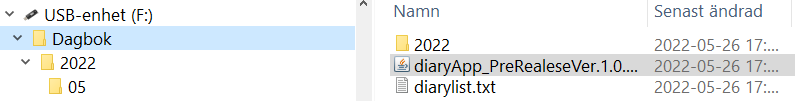 USB-enhet (F:)
Dagbok
2022
05
Namn Senast ändrad
2022 2022-05-26 17:...
diaryApp_PreRealeseVer.1.0.... 2022-05-26 17:...
diarylist.txt 2022-05-26 17:...